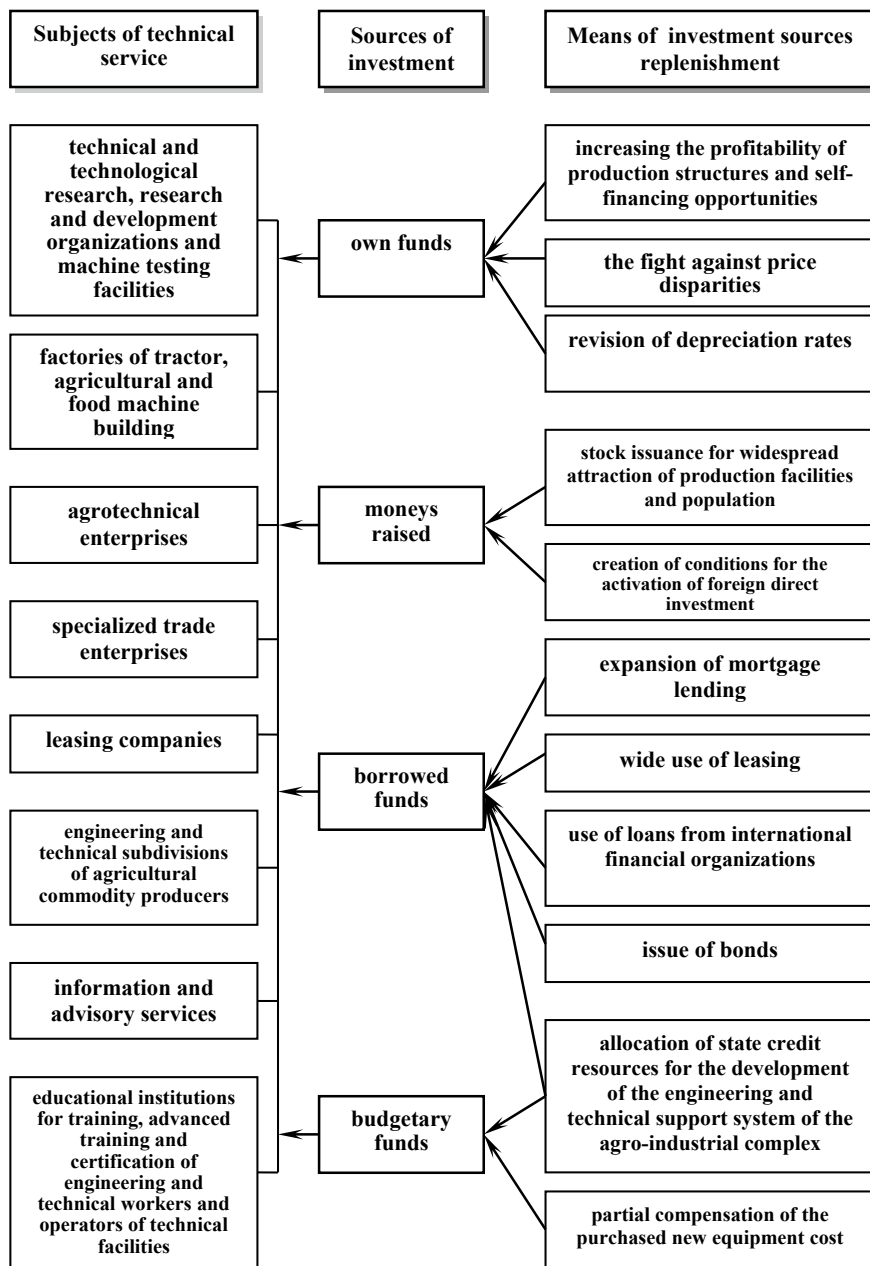 Subjects of technical
service
Sources of
investment
Means of investment sources
replenishment
technical and
technological
research, research
and development
organizations and
machine testing
facilities
factories of tractor,
agricultural and
food machine
building
agrotechnical
enterprises
specialized trade
enterprises
leasing companies
engineering and
technical subdivisions
of agricultural
commodity producers
information and
advisory services
educational institutions
for training, advanced
training and
certification of
engineering and
technical workers and
operators of technical
facilities
own funds
moneys
raised
borrowed
funds
budgetary
funds
increasing the profitability of
production structures and self-
financing opportunities
the fight against price
disparities
revision of depreciation rates
stock issuance for widespread
attraction of production facilities
and population
creation of conditions for the
activation of foreign direct
investment
expansion of mortgage
lending
wide use of leasing
use of loans from international
financial organizations
issue of bonds
allocation of state credit
resources for the development
of the engineering and
technical support system of the
agro-industrial complex
partial compensation of the
purchased new equipment cost